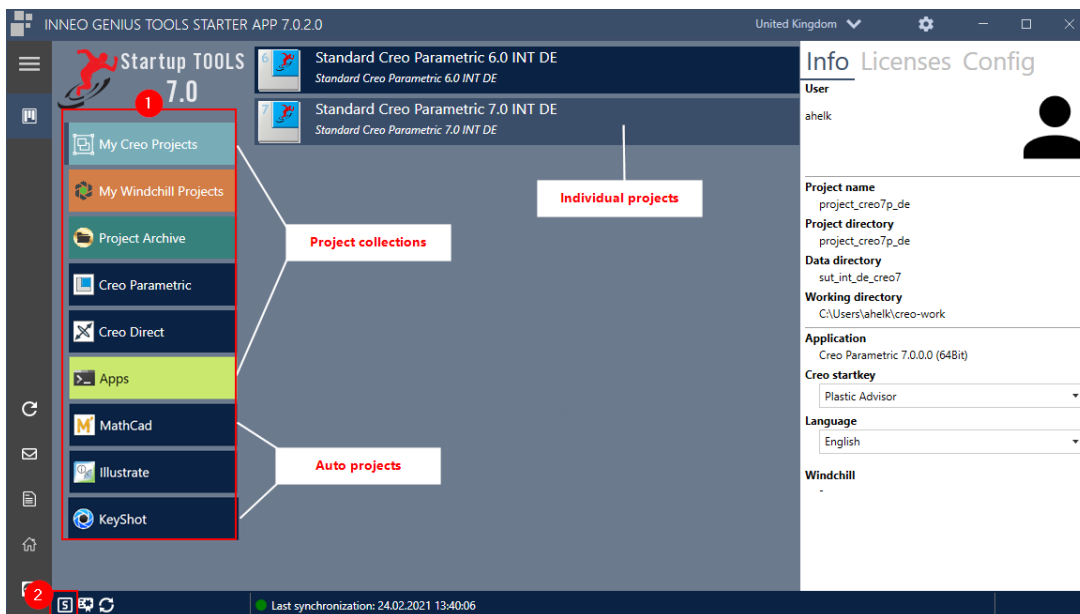 INNEO GENIUS TOOLS STARTER APP 7.0.2.0
United Kingdom
Startup TOOLS
7.0
1
My Creo Projects
My Windchill Projects
Project Archive
Creo Parametric
Creo Direct
Apps
MathCad
Illustrate
KeyShot
6
Standard Creo Parametric 6.0 INT DE
Standard Creo Parametric 6.0 INT DE
7
Standard Creo Parametric 7.0 INT DE
Standard Creo Parametric 7.0 INT DE
Individual projects
Project collections
Auto projects
Info Licenses Config
User
ahelk
Project name
project_creo7p_de
Project directory
project_creo7p_de
Data directory
sut_int_de_creo7
Working directory
C:\Users\ahelk\creo-work
Application
Creo Parametric 7.0.0.0 (64Bit)
Creo startkey
Plastic Advisor
Language
English
Windchill
-
2
S
Last synchronization: 24.02.2021 13:40:06